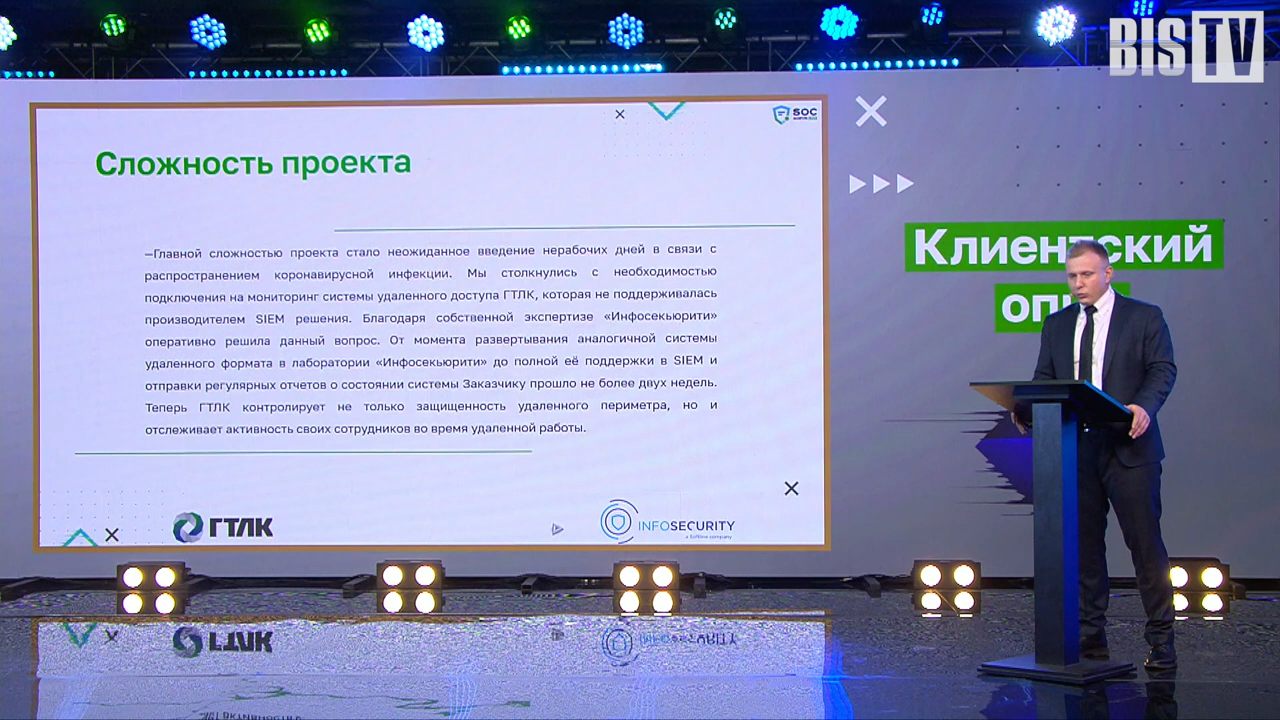 BIS TV
SOC
Сложность проекта
—Главной сложностью проекта стало неожиданное введение нерабочих дней в связи с
распространением коронавирусной инфекции. Мы столкнулись с необходимостью
подключения на мониторинг системы удаленного доступа ГТЛК, которая не поддерживалась
производителем SIEM решения. Благодаря собственной экспертизе «Инфосекьюрити»
оперативно решила данный вопрос. От момента развертывания аналогичной системы
удаленного формата в лаборатории «Инфосекьюрити» до полной её поддержки в SIEM и
отправки регулярных отчетов о состоянии системы Заказчику прошло не более двух недель.
Теперь ГТЛК контролирует не только защищенность удаленного периметра, но и
отслеживает активность своих сотрудников во время удаленной работы.
ГТЛК
INFOSECURITY
a Softline company
Клиентский